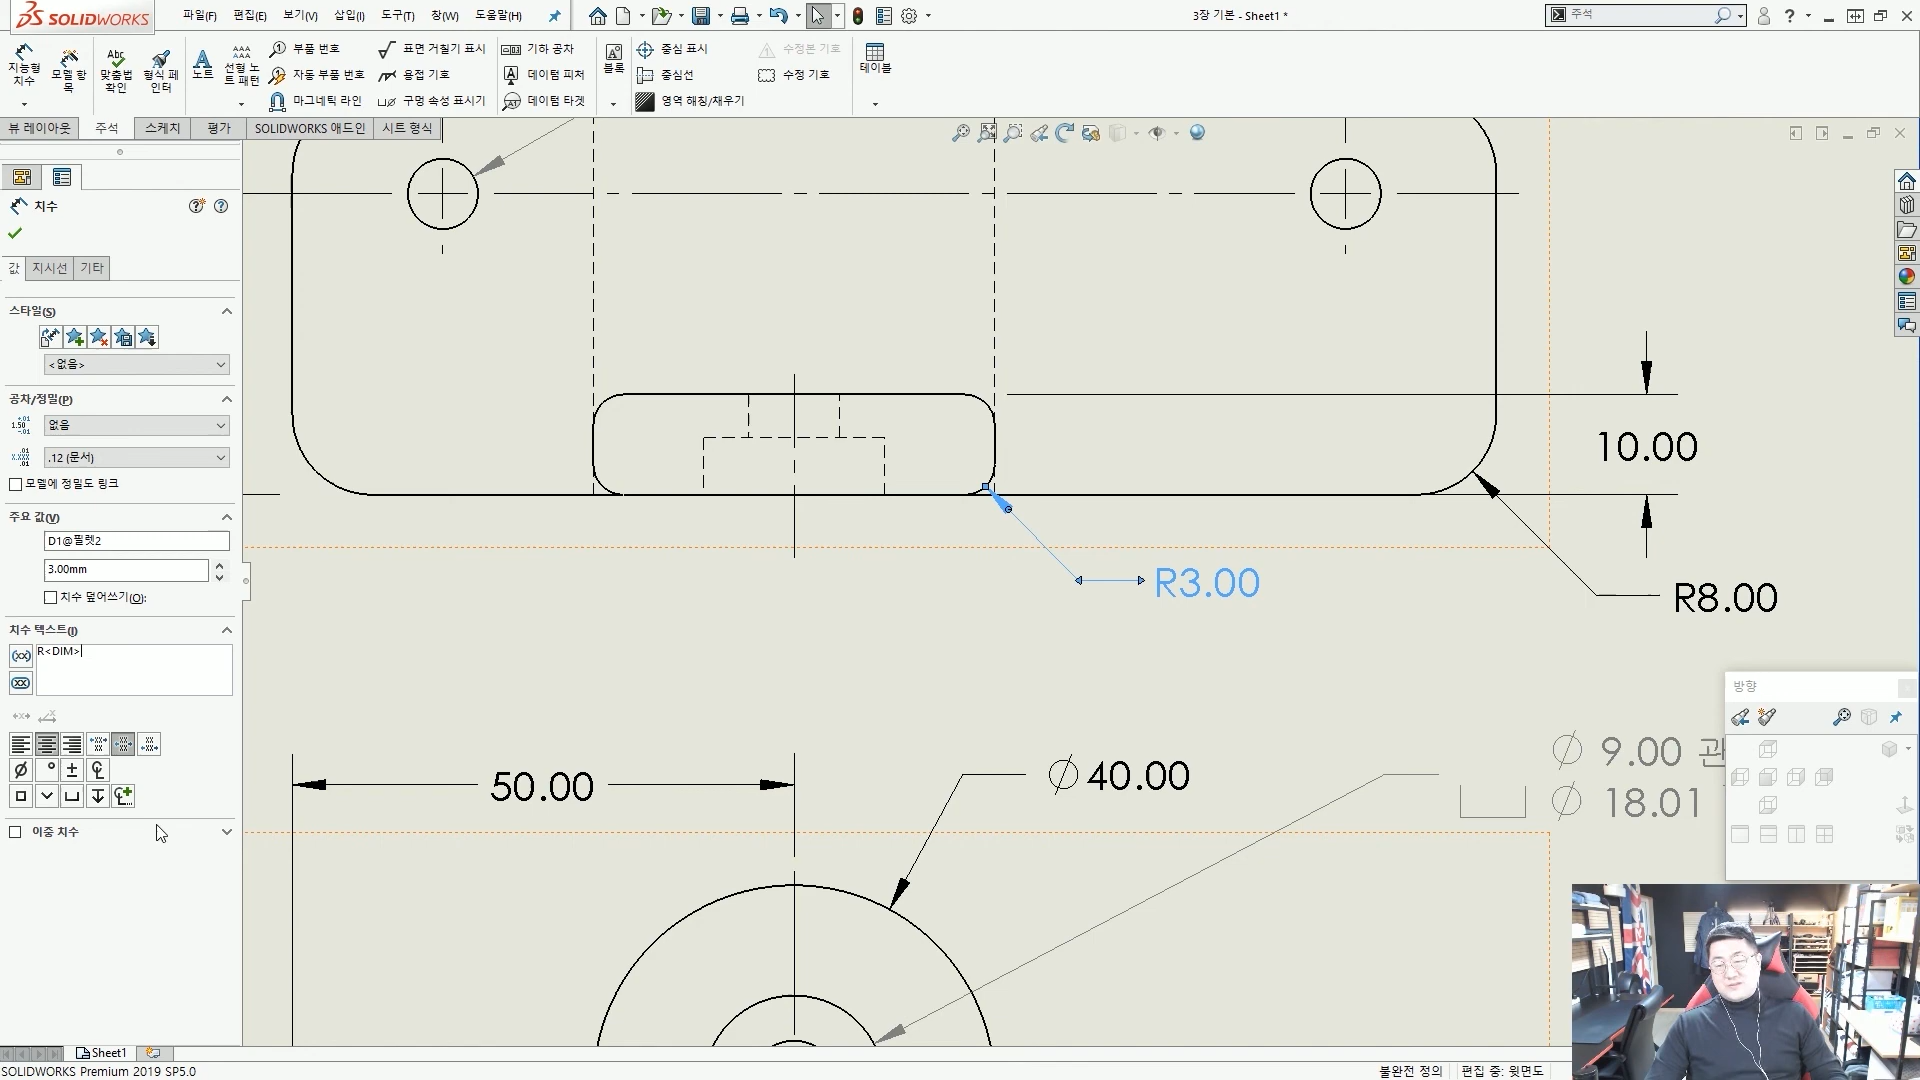 SOLIDWORKS
파일(F) 편집(E) 보기(V) 삽입(I) 도구(T) 창(W) 도움말(H)
3장 기본 - Sheet1 *
주석
지능형 치수
모델 항목
맞춤법 확인
형식 페인터
노트
선형 노트 패턴
부품 번호
자동 부품 번호
마그네틱 라인
표면 거칠기 표시
용접 기호
구멍 속성 표시기
기하 공차
데이텀 피처
데이텀 타겟
블록
중심 표시
중심선
영역 해칭/채우기
수정본 기호
수정 기호
테이블
뷰 레이아웃 주석 스케치 평가 SOLIDWORKS 애드인 시트 형식
치수
값 지시선 기타
스타일(S)
<없음>
공차/정밀(P)
없음
.12 (문서)
모델에 정밀도 링크
주요 값(V)
D1@필렛2
3.00mm
치수 덮어쓰기(O):
치수 텍스트(I)
R<DIM>
이중 치수
10.00
R3.00
R8.00
50.00
∅ 40.00
∅ 9.00 관
⌴ ∅ 18.01
방향
Sheet1
SOLIDWORKS Premium 2019 SP5.0
불완전 정의 편집 중: 윗면도